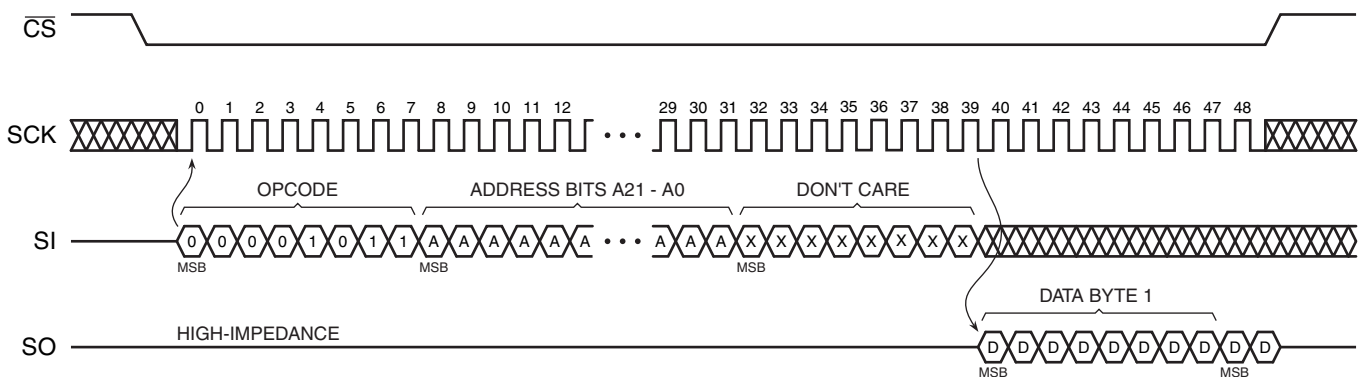 CS
0 1 2 3 4 5 6 7 8 9 10 11 12 29 30 31 32 33 34 35 36 37 38 39 40 41 42 43 44 45 46 47 48
SCK • • •
OPCODE ADDRESS BITS A21 - A0 DON'T CARE
SI 0 0 0 0 1 0 1 1 A A A A A A • • • A A A X X X X X X X X
MSB MSB MSB
DATA BYTE 1
HIGH-IMPEDANCE
SO D D D D D D D D D D
MSB MSB